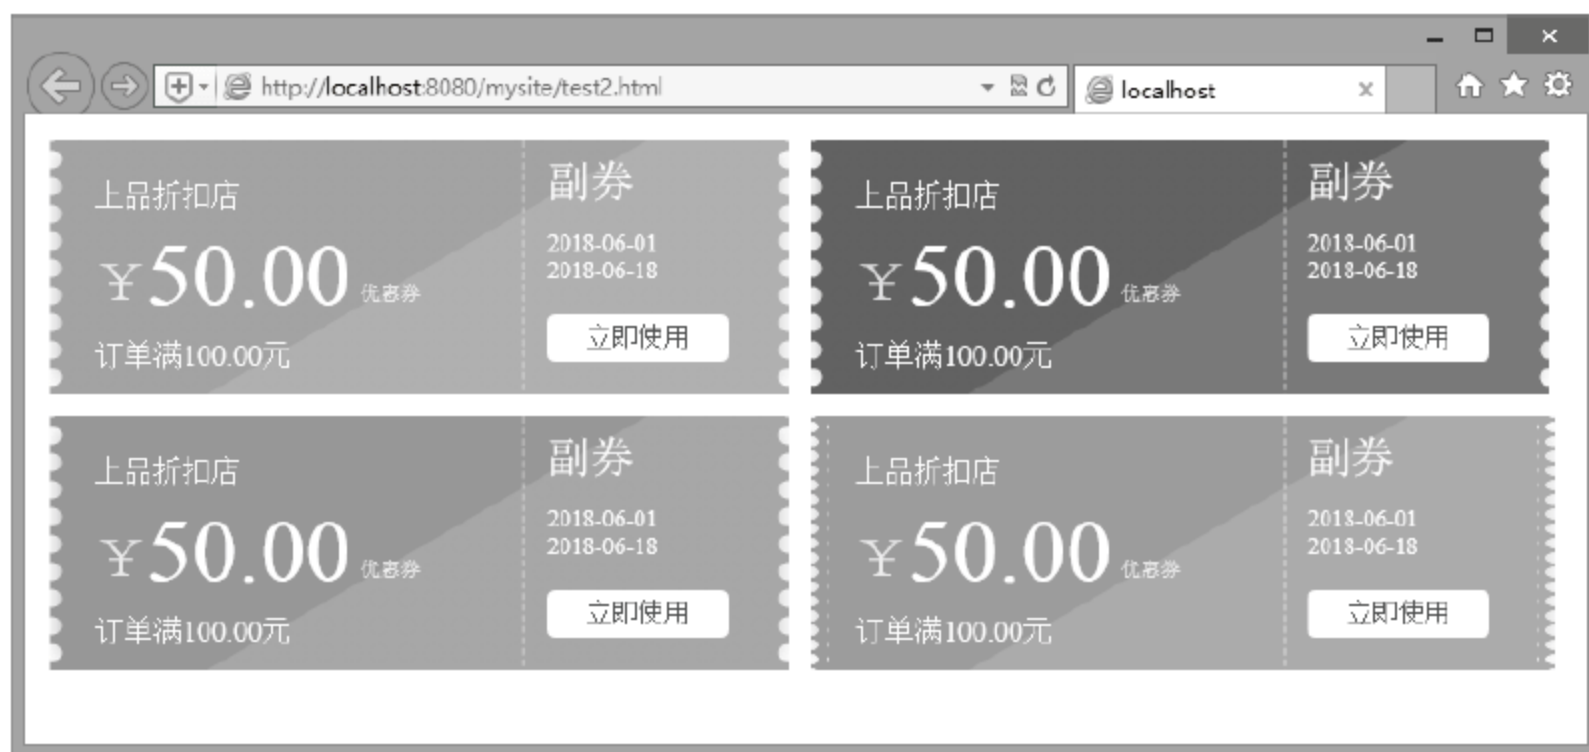 http://localhost:8080/mysite/test2.html
localhost
上品折扣店
¥50.00 优惠券
订单满100.00元
副券
2018-06-01
2018-06-18
立即使用
上品折扣店
¥50.00 优惠券
订单满100.00元
副券
2018-06-01
2018-06-18
立即使用
上品折扣店
¥50.00 优惠券
订单满100.00元
副券
2018-06-01
2018-06-18
立即使用
上品折扣店
¥50.00 优惠券
订单满100.00元
副券
2018-06-01
2018-06-18
立即使用